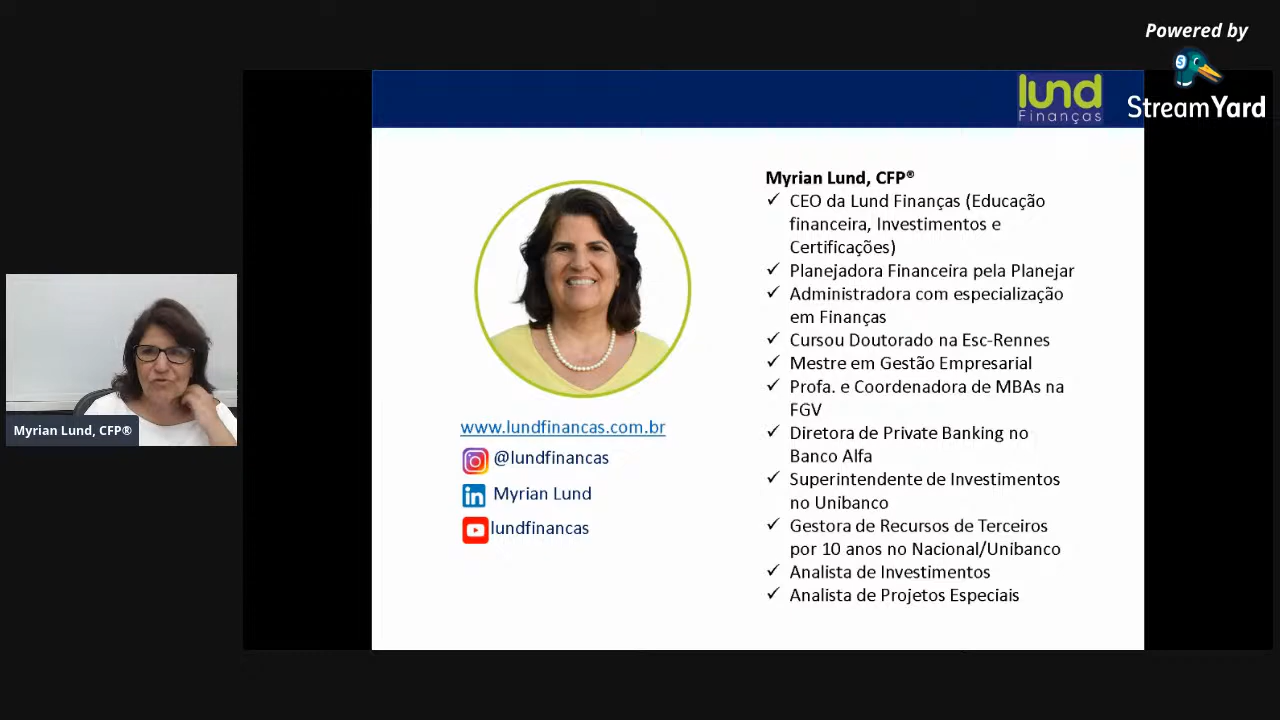 Powered by
StreamYard
lund
Finanças
Myrian Lund, CFP®
www.lundfinancas.com.br
@lundfinancas
in Myrian Lund
lundfinancas
Myrian Lund, CFP®
✓ CEO da Lund Finanças (Educação
financeira, Investimentos e
Certificações)
✓ Planejadora Financeira pela Planejar
✓ Administradora com especialização
em Finanças
✓ Cursou Doutorado na Esc-Rennes
✓ Mestre em Gestão Empresarial
✓ Profa. e Coordenadora de MBAs na
FGV
✓ Diretora de Private Banking no
Banco Alfa
✓ Superintendente de Investimentos
no Unibanco
✓ Gestora de Recursos de Terceiros
por 10 anos no Nacional/Unibanco
✓ Analista de Investimentos
✓ Analista de Projetos Especiais